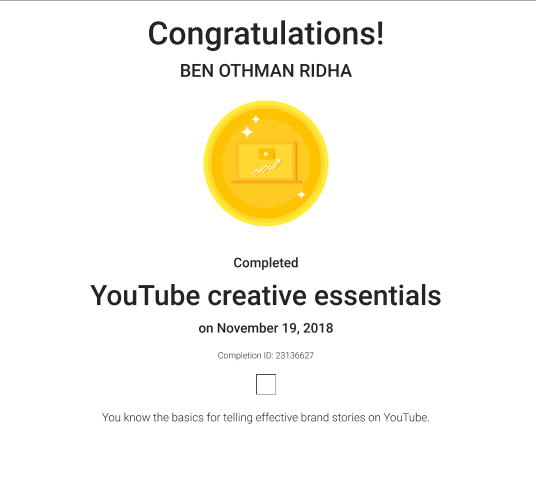 Congratulations!
BEN OTHMAN RIDHA
Completed
YouTube creative essentials
on November 19, 2018
Completion ID: 23136627
You know the basics for telling effective brand stories on YouTube.